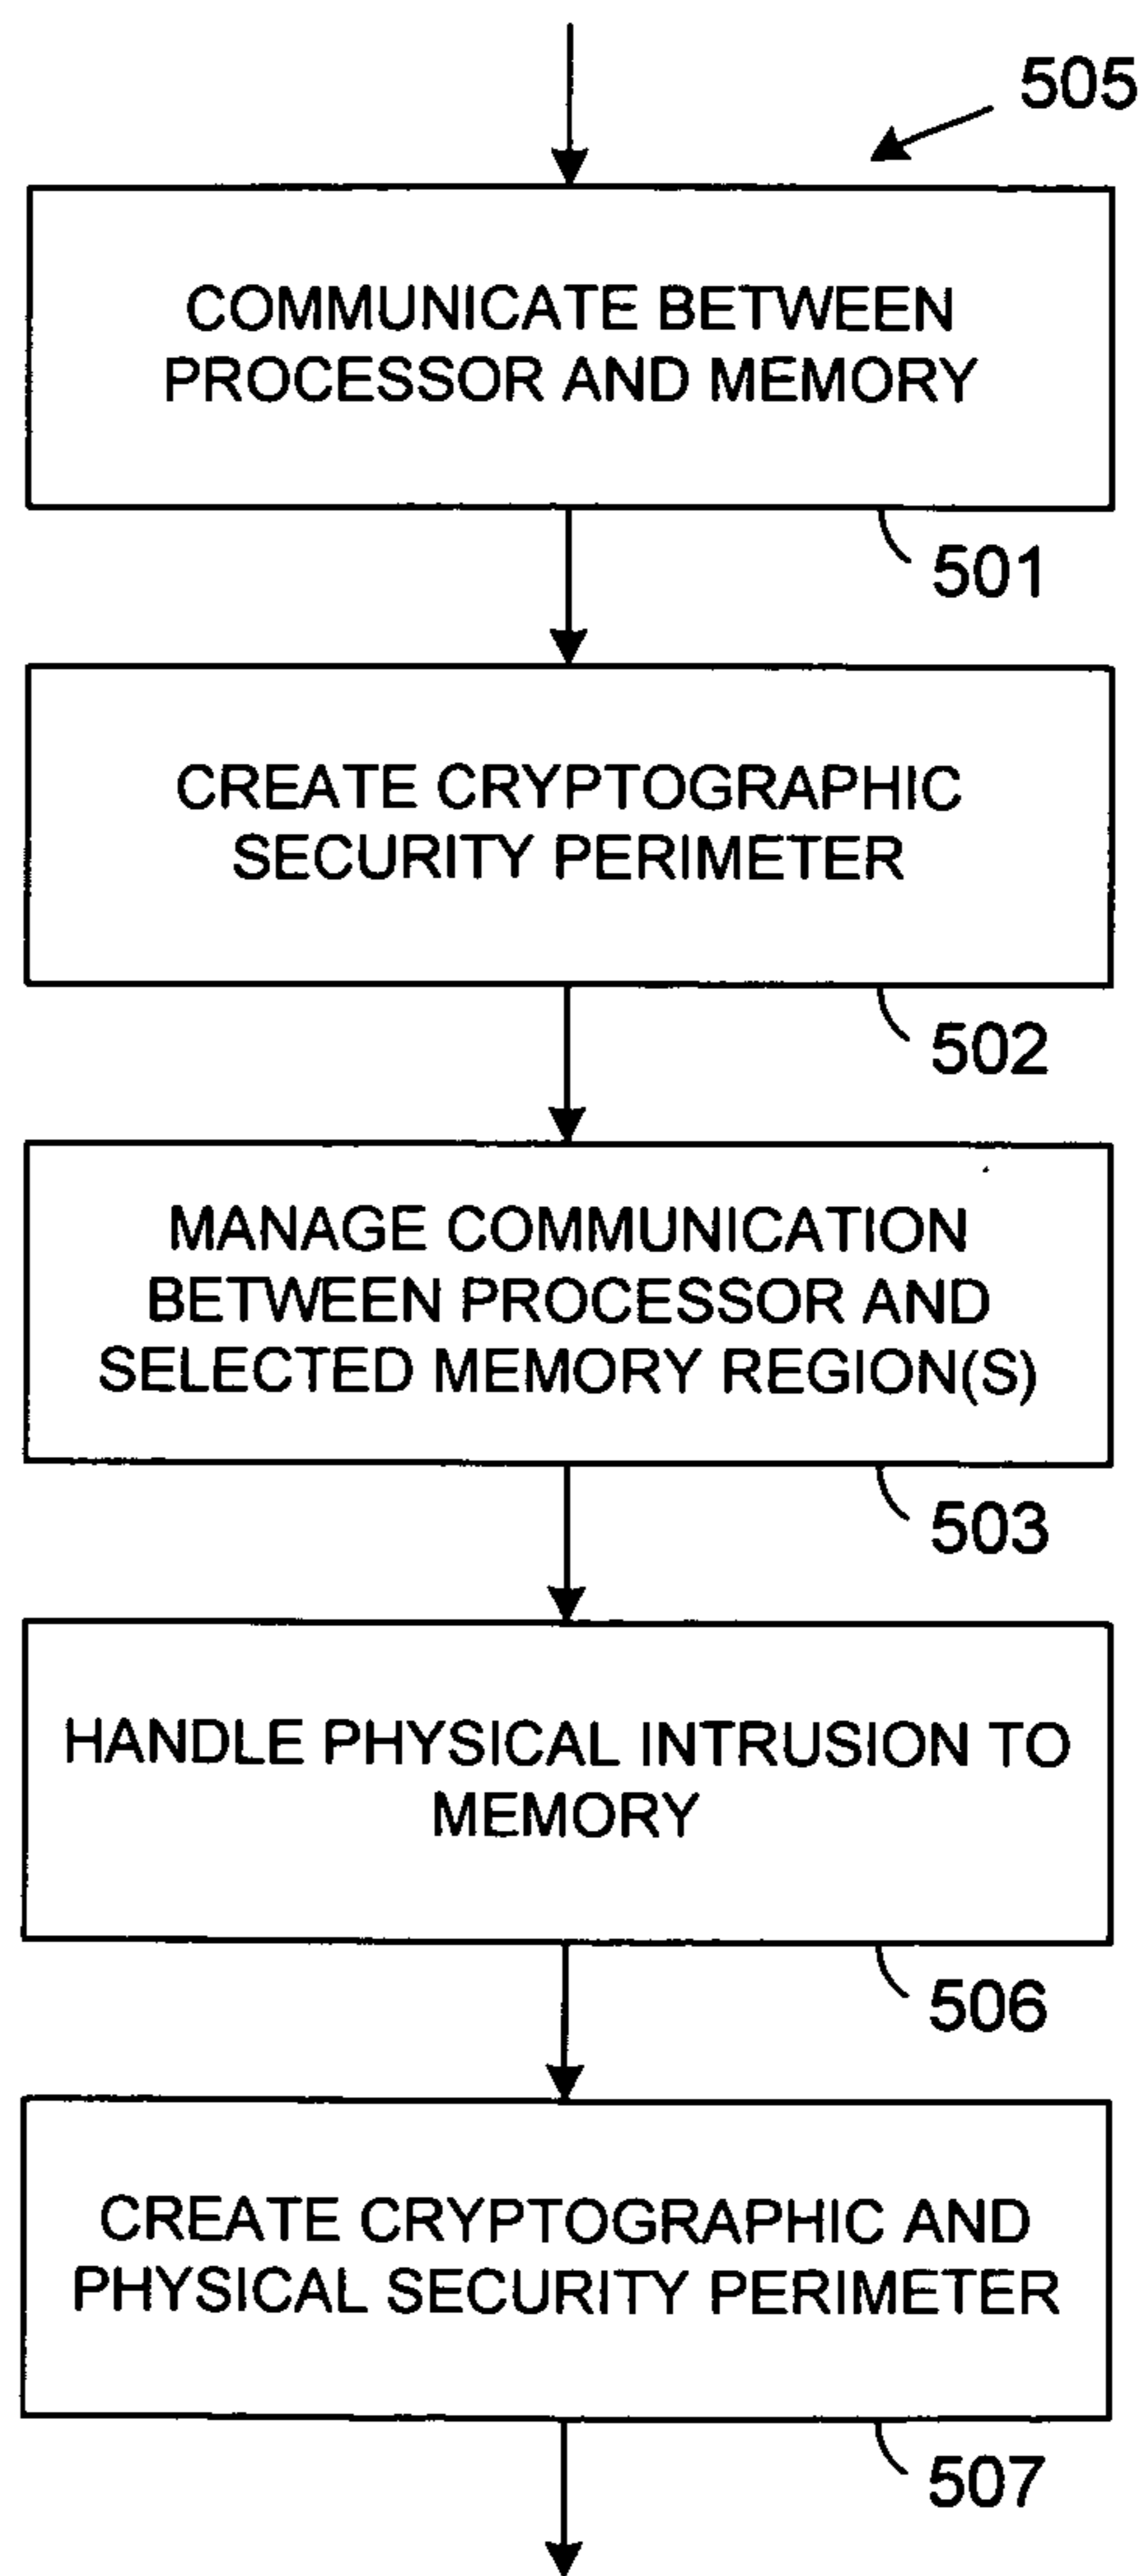 505
COMMUNICATE BETWEEN
PROCESSOR AND MEMORY
501
CREATE CRYPTOGRAPHIC
SECURITY PERIMETER
502
MANAGE COMMUNICATION
BETWEEN PROCESSOR AND
SELECTED MEMORY REGION(S)
503
HANDLE PHYSICAL INTRUSION TO
MEMORY
506
CREATE CRYPTOGRAPHIC AND
PHYSICAL SECURITY PERIMETER
507